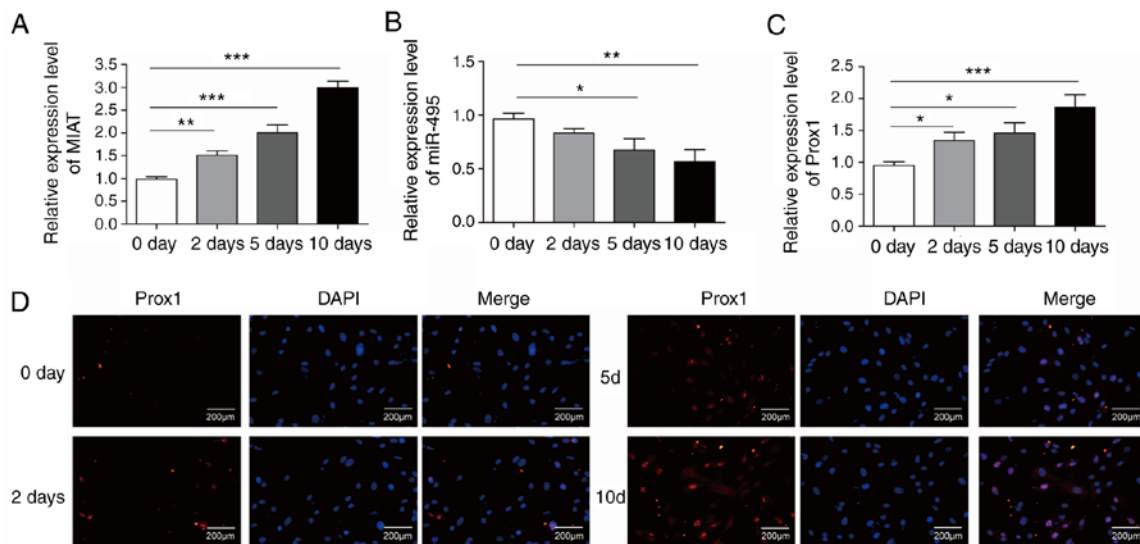 A
Relative expression level
of MIAT
3.5
3.0
2.5
2.0
1.5
1.0
0.5
0.0
***
***
**
0 day 2 days 5 days 10 days
B
Relative expression level
of miR-495
1.5
1.0
0.5
0.0
**
*
0 day 2 days 5 days 10 days
C
Relative expression level
of Prox1
2.5
2.0
1.5
1.0
0.5
0.0
***
*
*
0 day 2 days 5 days 10 days
D
Prox1 DAPI Merge Prox1 DAPI Merge
0 day 200μm 200μm 200μm 5d 200μm 200μm 200μm
2 days 200μm 200μm 200μm 10d 200μm 200μm 200μm